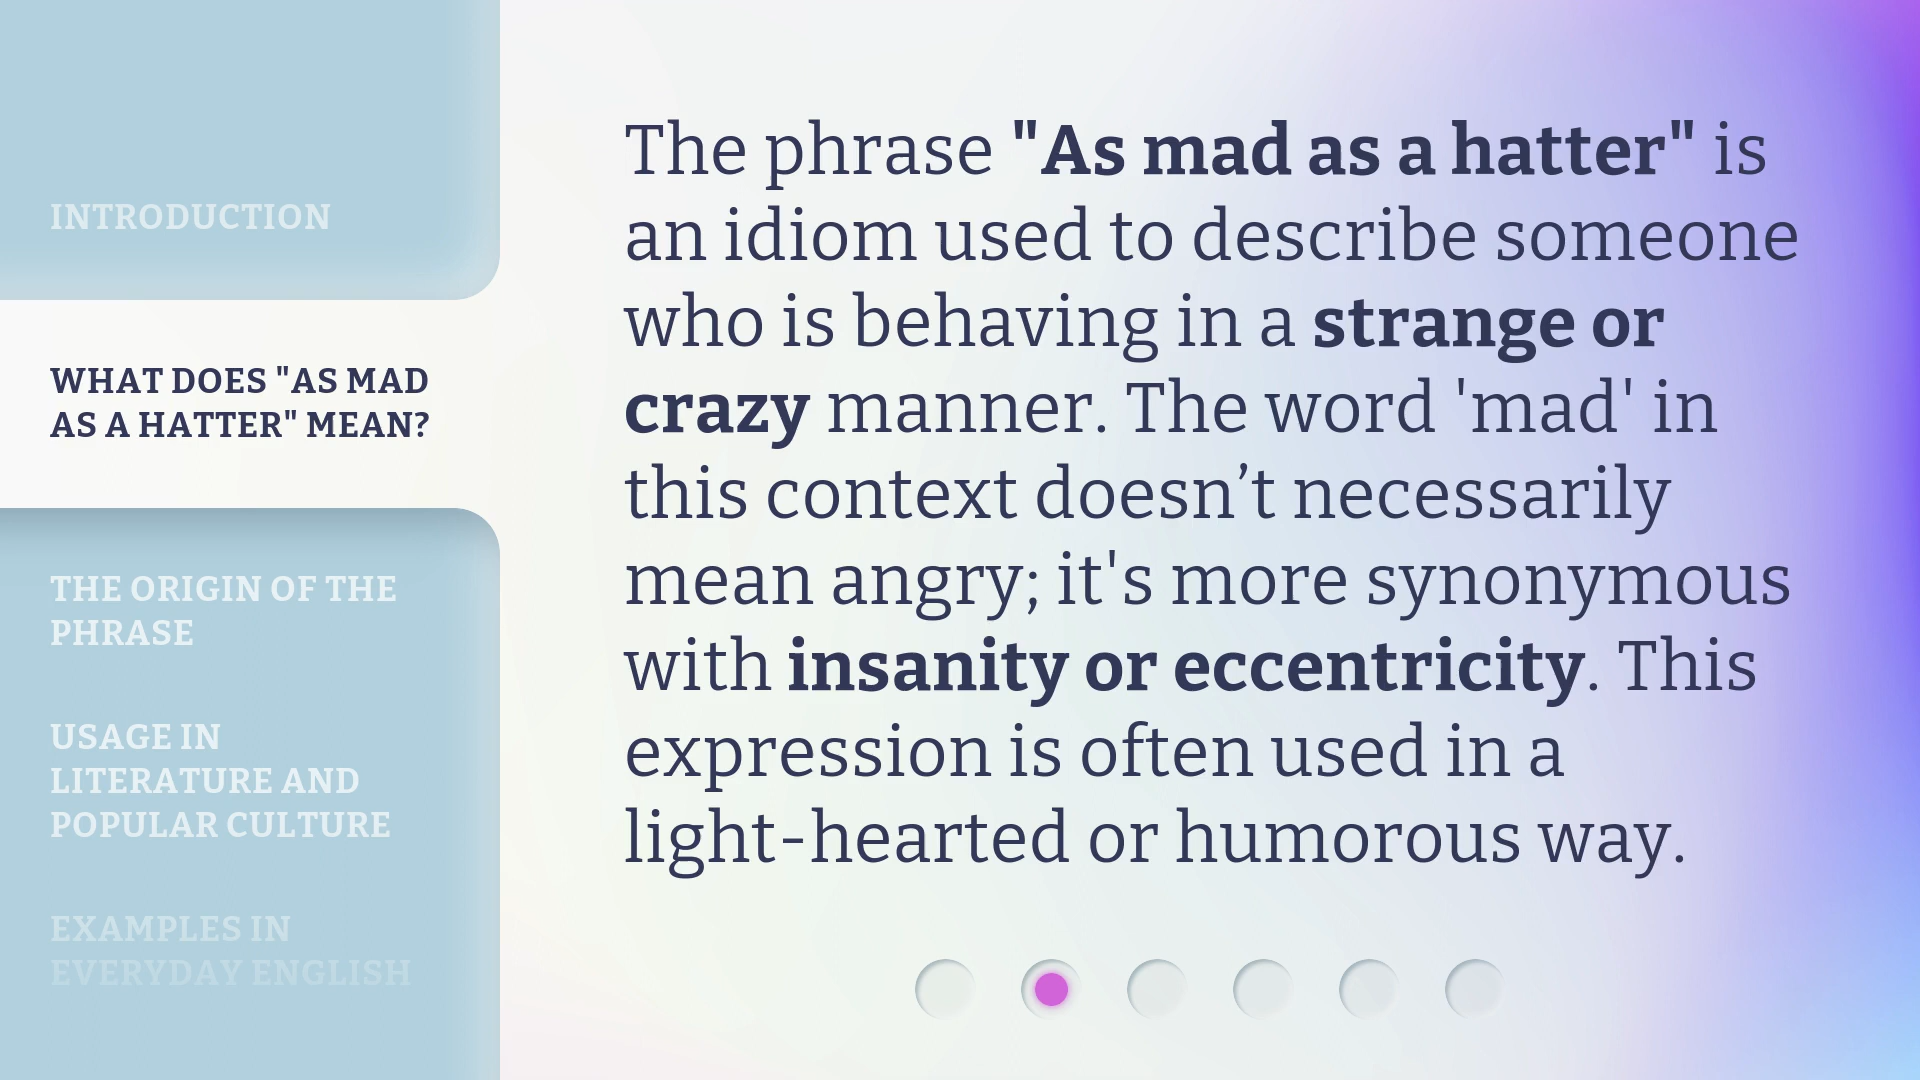 INTRODUCTION
WHAT DOES "AS MAD
AS A HATTER" MEAN?
THE ORIGIN OF THE
PHRASE
USAGE IN
LITERATURE AND
POPULAR CULTURE
EXAMPLES IN
EVERYDAY ENGLISH
The phrase "As mad as a hatter" is
an idiom used to describe someone
who is behaving in a strange or
crazy manner. The word 'mad' in
this context doesn’t necessarily
mean angry; it's more synonymous
with insanity or eccentricity. This
expression is often used in a
light-hearted or humorous way.